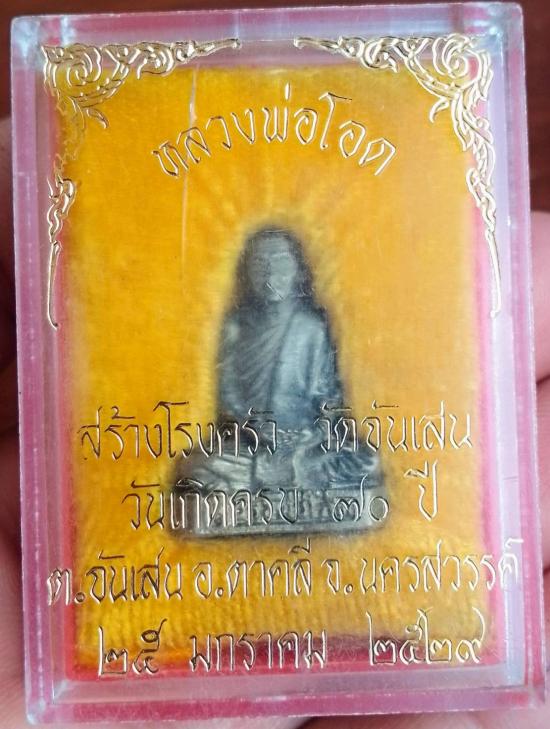 หลวงพ่อโอด
สร้างโรงครัว วัดจันเสน
วันเกิดครบ ๗๐ ปี
ต.จันเสน อ.ตาคลี จ.นครสวรรค์
๒๕ มกราคม ๒๕๒๙